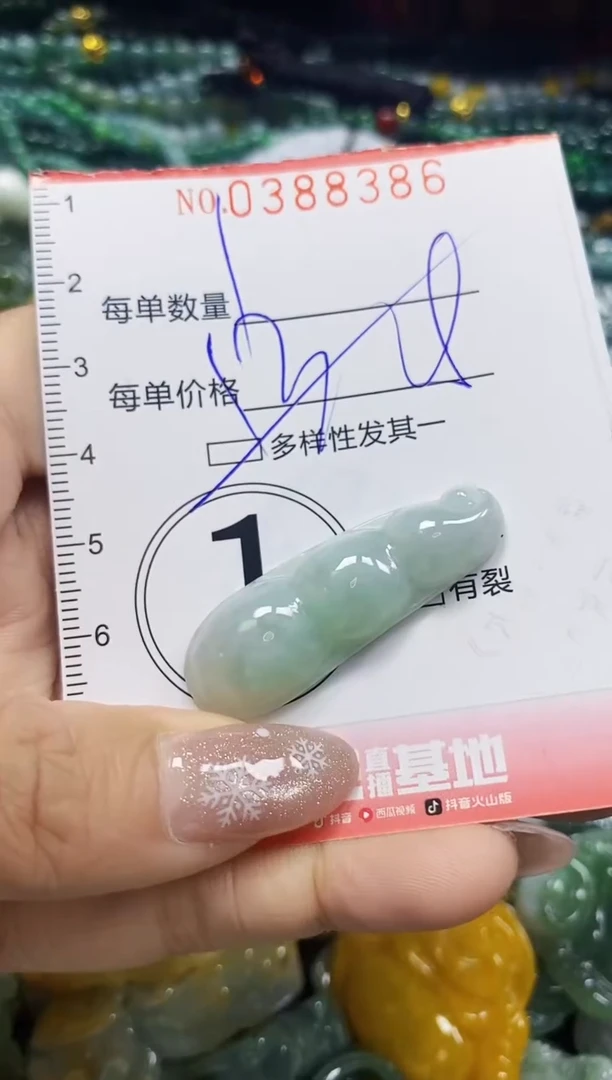 NO.0388386
1
2
每单数量
3
每单价格
4
多样性发其一
5
1
有裂
6
直播基地
抖音 西瓜视频 抖音火山版